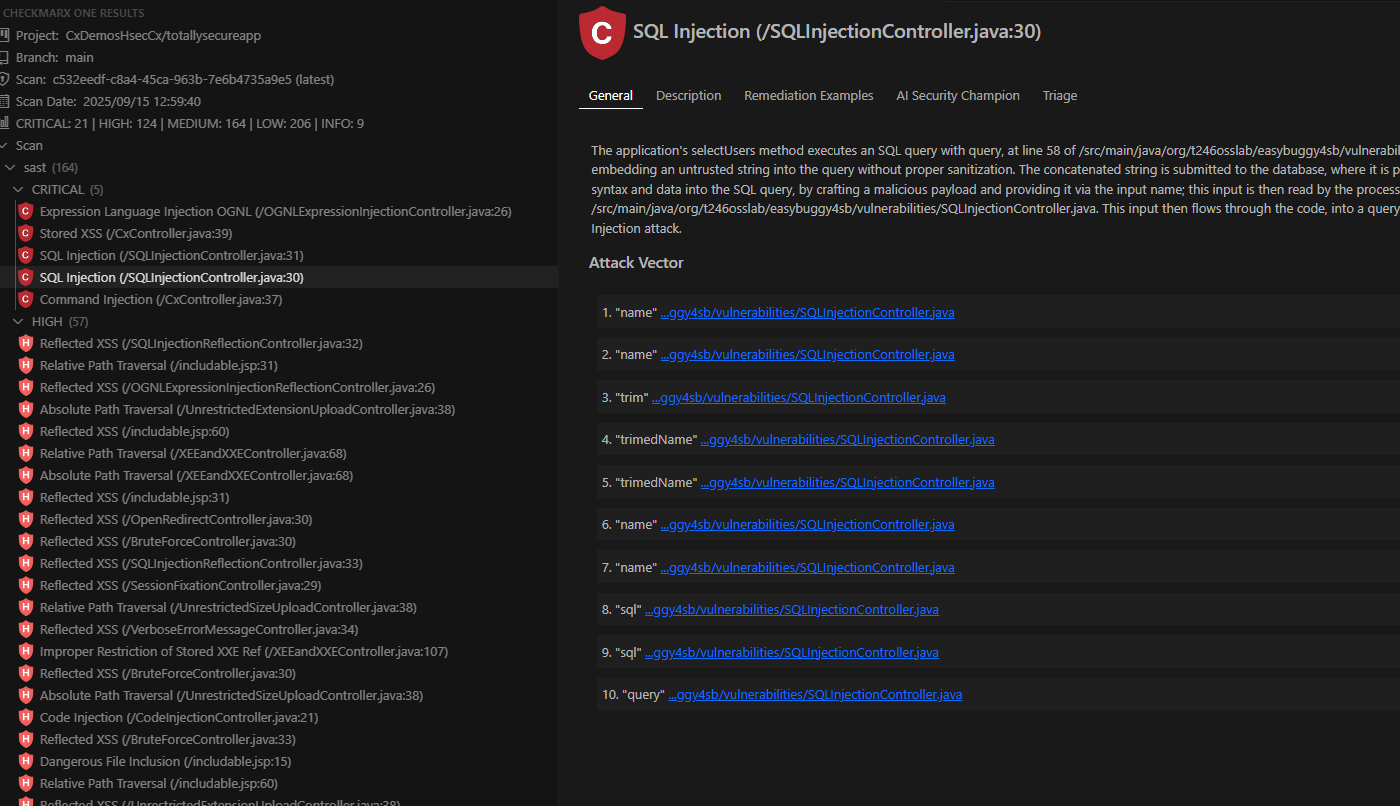 CHECKMARX ONE RESULTS
Project: CxDemosHsecCx/totallysecureapp
Branch: main
Scan: c532eedf-c8a4-45ca-963b-7e6b4735a9e5 (latest)
Scan Date: 2025/09/15 12:59:40
CRITICAL: 21 | HIGH: 124 | MEDIUM: 164 | LOW: 206 | INFO: 9
Scan
sast (164)
CRITICAL (5)
C Expression Language Injection OGNL (/OGNLExpressionInjectionController.java:26)
C Stored XSS (/CxController.java:39)
C SQL Injection (/SQLInjectionController.java:31)
C SQL Injection (/SQLInjectionController.java:30)
C Command Injection (/CxController.java:37)
HIGH (57)
H Reflected XSS (/SQLInjectionReflectionController.java:32)
H Relative Path Traversal (/includable.jsp:31)
H Reflected XSS (/OGNLExpressionInjectionReflectionController.java:26)
H Absolute Path Traversal (/UnrestrictedExtensionUploadController.java:38)
H Reflected XSS (/includable.jsp:60)
H Relative Path Traversal (/XEEandXXEController.java:68)
H Absolute Path Traversal (/XEEandXXEController.java:68)
H Reflected XSS (/includable.jsp:31)
H Reflected XSS (/OpenRedirectController.java:30)
H Reflected XSS (/BruteForceController.java:30)
H Reflected XSS (/SQLInjectionReflectionController.java:33)
H Reflected XSS (/SessionFixationController.java:29)
H Relative Path Traversal (/UnrestrictedSizeUploadController.java:38)
H Reflected XSS (/VerboseErrorMessageController.java:34)
H Improper Restriction of Stored XXE Ref (/XEEandXXEController.java:107)
H Reflected XSS (/BruteForceController.java:30)
H Absolute Path Traversal (/UnrestrictedSizeUploadController.java:38)
H Code Injection (/CodeInjectionController.java:21)
H Reflected XSS (/BruteForceController.java:33)
H Dangerous File Inclusion (/includable.jsp:15)
H Relative Path Traversal (/includable.jsp:60)
H Reflected XSS (/UnrestrictedExtensionUploadController.java:38)
C SQL Injection (/SQLInjectionController.java:30)
General Description Remediation Examples AI Security Champion Triage
The application's selectUsers method executes an SQL query with query, at line 58 of /src/main/java/org/t246osslab/easybuggy4sb/vulnerabil
embedding an untrusted string into the query without proper sanitization. The concatenated string is submitted to the database, where it is p
syntax and data into the SQL query, by crafting a malicious payload and providing it via the input name; this input is then read by the process
/src/main/java/org/t246osslab/easybuggy4sb/vulnerabilities/SQLInjectionController.java. This input then flows through the code, into a query
Injection attack.
Attack Vector
1. "name" ...ggy4sb/vulnerabilities/SQLInjectionController.java
2. "name" ...ggy4sb/vulnerabilities/SQLInjectionController.java
3. "trim" ...ggy4sb/vulnerabilities/SQLInjectionController.java
4. "trimedName" ...ggy4sb/vulnerabilities/SQLInjectionController.java
5. "trimedName" ...ggy4sb/vulnerabilities/SQLInjectionController.java
6. "name" ...ggy4sb/vulnerabilities/SQLInjectionController.java
7. "name" ...ggy4sb/vulnerabilities/SQLInjectionController.java
8. "sql" ...ggy4sb/vulnerabilities/SQLInjectionController.java
9. "sql" ...ggy4sb/vulnerabilities/SQLInjectionController.java
10. "query" ...ggy4sb/vulnerabilities/SQLInjectionController.java